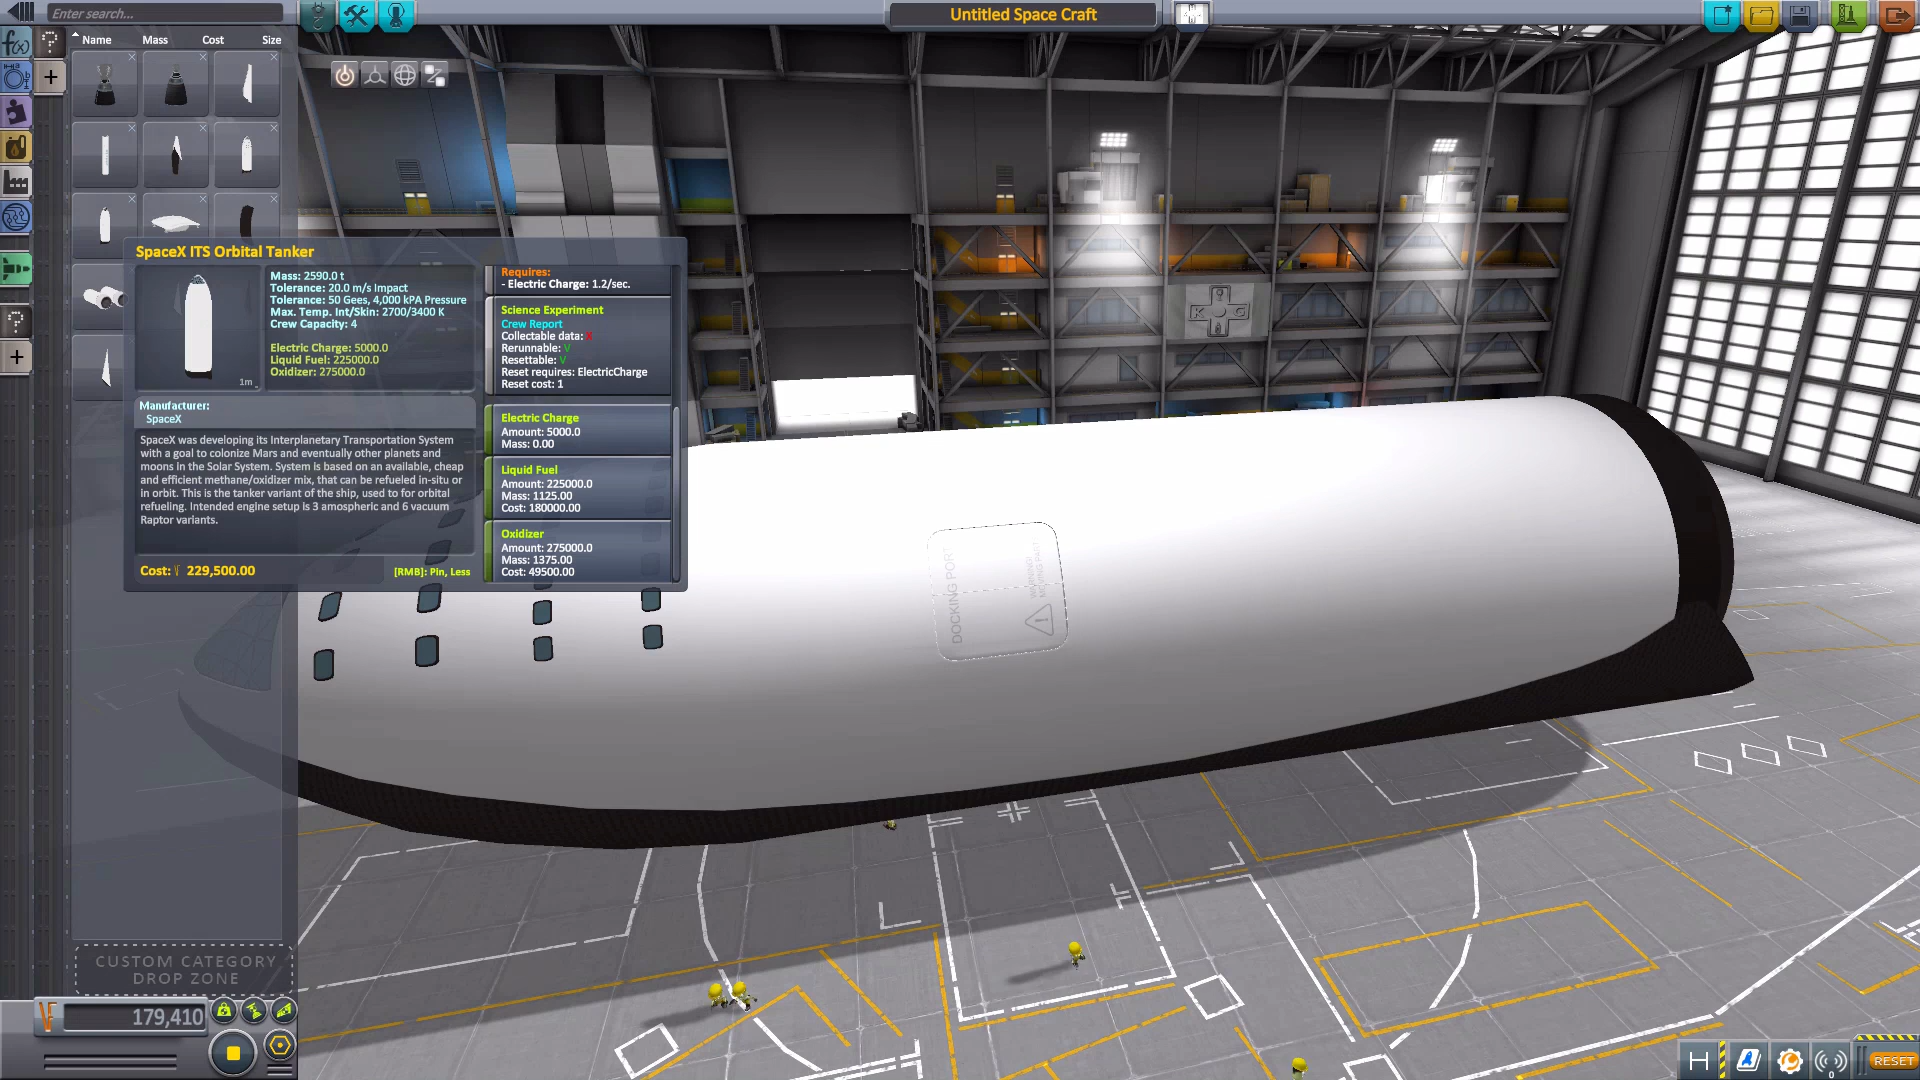 Enter search...
Untitled Space Craft
Name Mass Cost Size
SpaceX ITS Orbital Tanker
Mass: 2590.0 t
Tolerance: 20.0 m/s Impact
Tolerance: 50 Gees, 4,000 kPA Pressure
Max. Temp. Int/Skin: 2700/3400 K
Crew Capacity: 4
Electric Charge: 5000.0
Liquid Fuel: 225000.0
Oxidizer: 275000.0
1m
Manufacturer:
SpaceX
SpaceX was developing its Interplanetary Transportation System
with a goal to colonize Mars and eventually other planets and
moons in the Solar System. System is based on an available, cheap
and efficient methane/oxidizer mix, that can be refueled in-situ or
in orbit. This is the tanker variant of the ship, used to for orbital
refueling. Intended engine setup is 3 amospheric and 6 vacuum
Raptor variants.
Cost: 229,500.00
[RMB]: Pin, Less
Requires:
- Electric Charge: 1.2/sec.
Science Experiment
Crew Report
Collectable data: X
Rerunnable: V
Resettable: V
Reset requires: ElectricCharge
Reset cost: 1
Electric Charge
Amount: 5000.0
Mass: 0.00
Liquid Fuel
Amount: 225000.0
Mass: 1125.00
Cost: 180000.00
Oxidizer
Amount: 275000.0
Mass: 1375.00
Cost: 49500.00
K G
DOCKING PORT
WARNING!
MOVING PART
CUSTOM CATEGORY
DROP ZONE
179,410
H
0
RESET